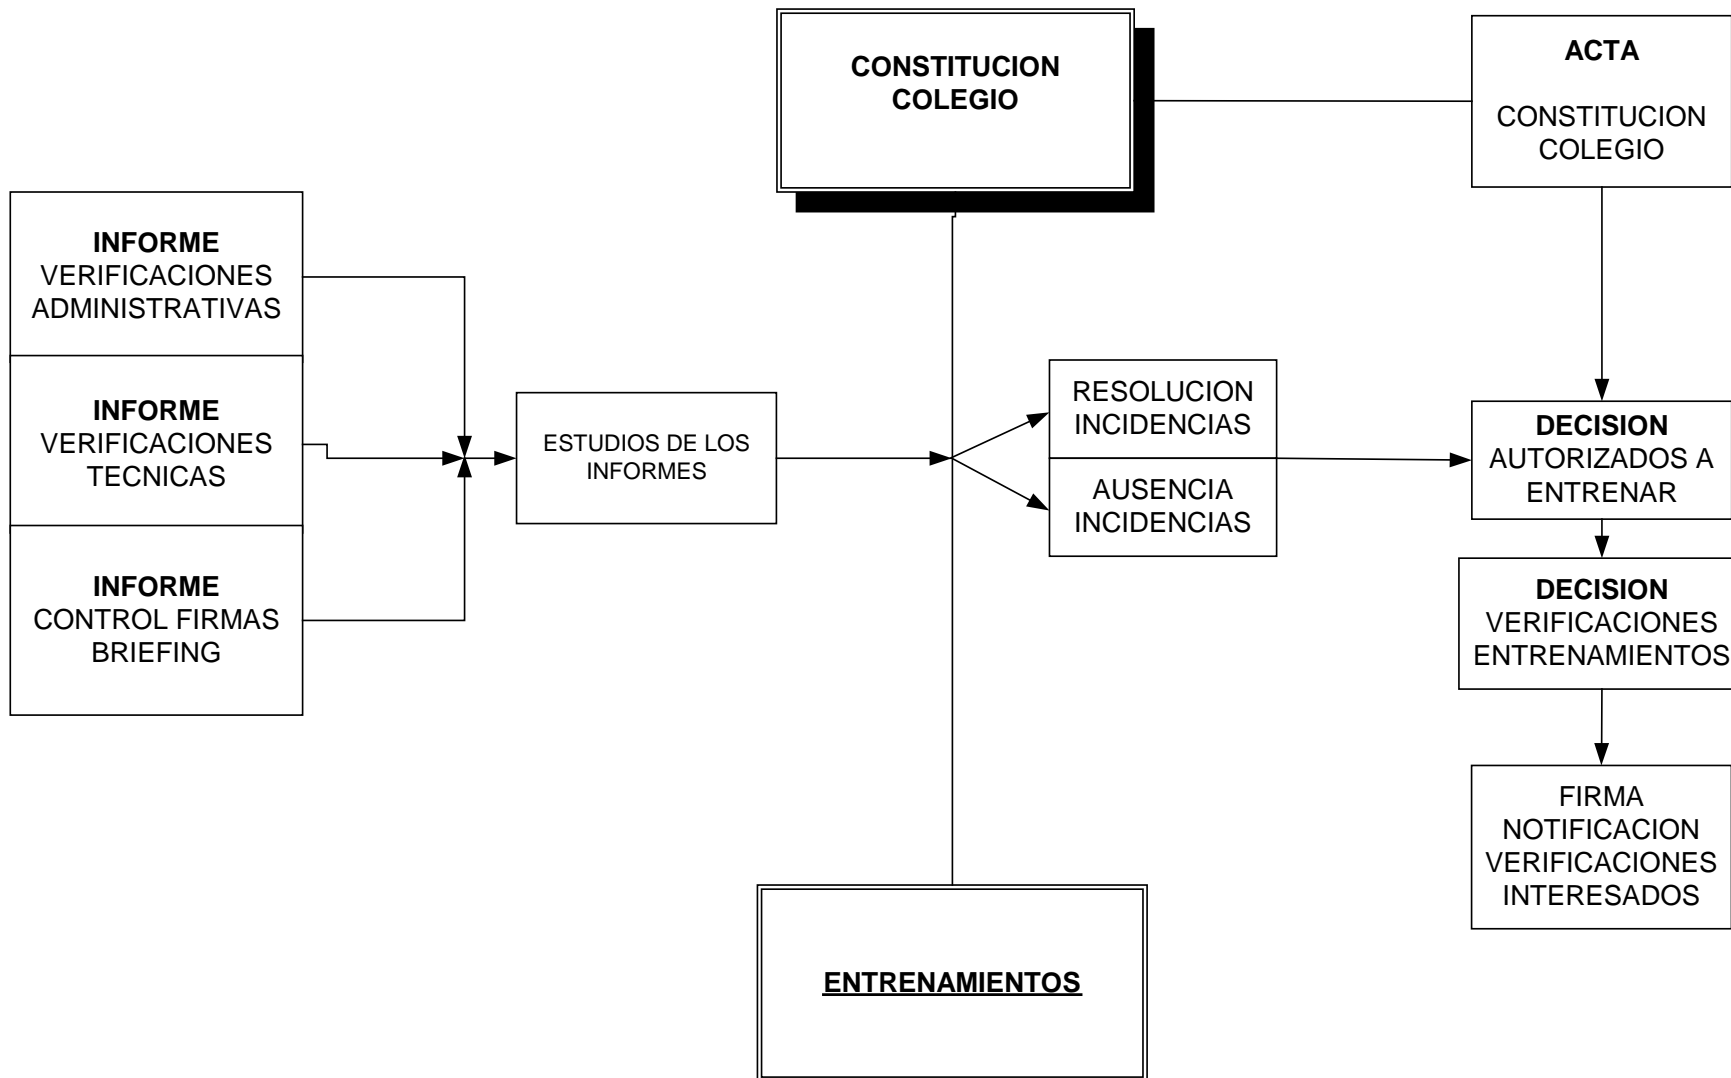 CONSTITUCION
COLEGIO
ACTA
CONSTITUCION
COLEGIO
INFORME
VERIFICACIONES
ADMINISTRATIVAS
INFORME
VERIFICACIONES
TECNICAS
INFORME
CONTROL FIRMAS
BRIEFING
ESTUDIOS DE LOS
INFORMES
RESOLUCION
INCIDENCIAS
AUSENCIA
INCIDENCIAS
DECISION
AUTORIZADOS A
ENTRENAR
DECISION
VERIFICACIONES
ENTRENAMIENTOS
FIRMA
NOTIFICACION
VERIFICACIONES
INTERESADOS
ENTRENAMIENTOS